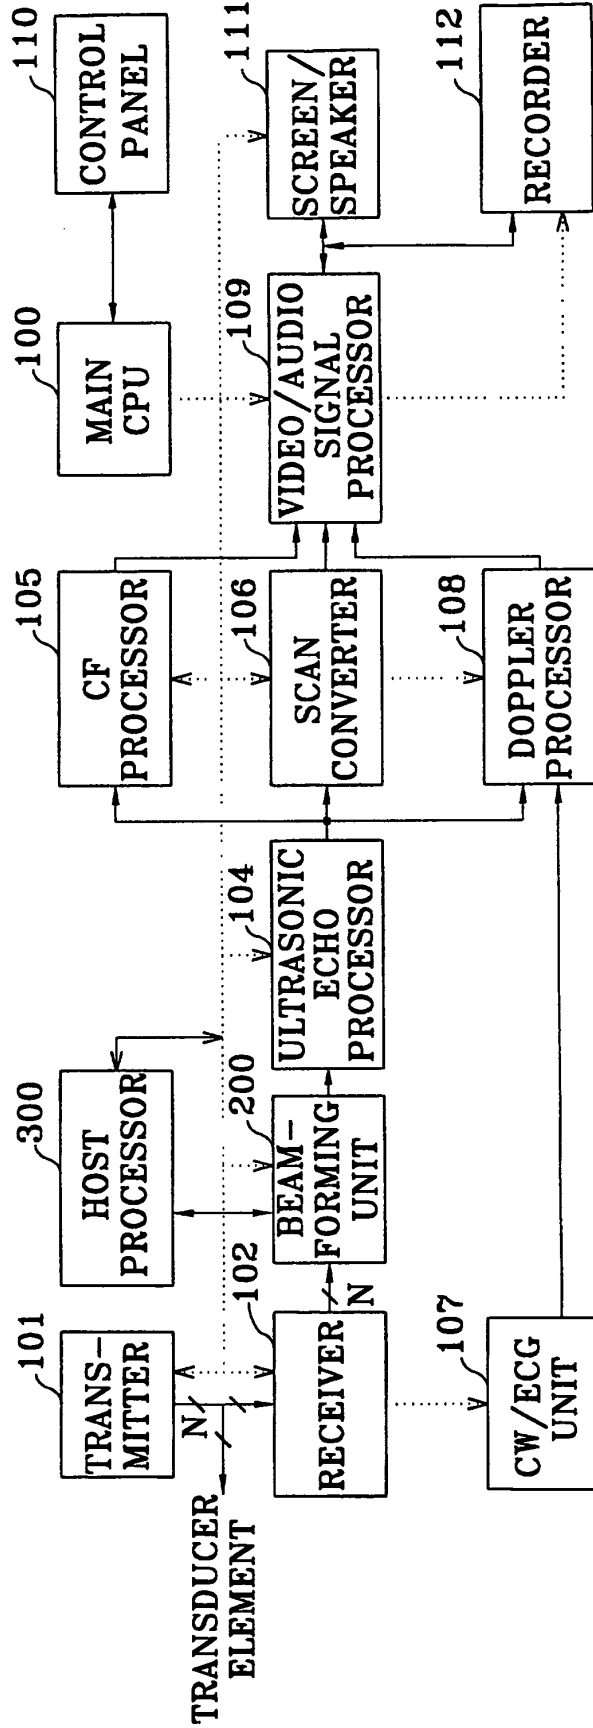 101
TRANS-
MITTER
300
HOST
PROCESSOR
105
CF
PROCESSOR
100
MAIN
CPU
110
CONTROL
PANEL
N
TRANSDUCER
ELEMENT
102
RECEIVER
N
200
BEAM-
FORMING
UNIT
104
ULTRASONIC
ECHO
PROCESSOR
106
SCAN
CONVERTER
109
VIDEO/AUDIO
SIGNAL
PROCESSOR
111
SCREEN/
SPEAKER
107
CW/ECG
UNIT
108
DOPPLER
PROCESSOR
112
RECORDER